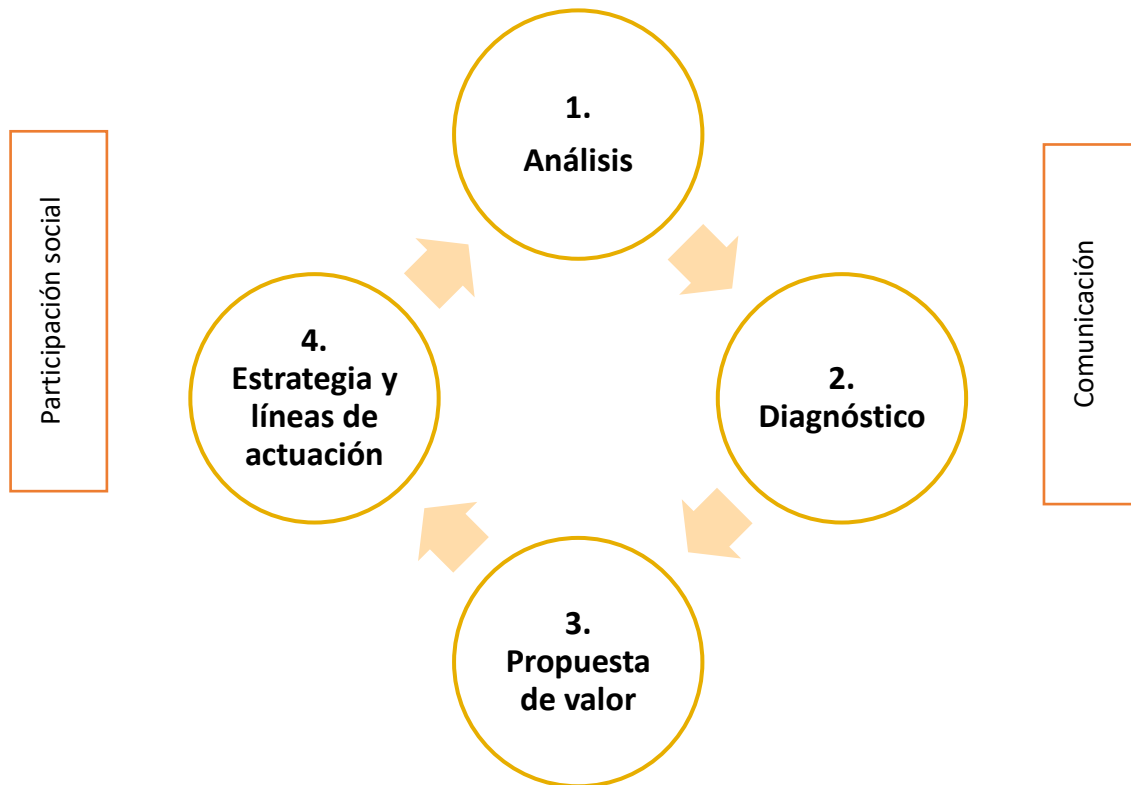 1.
Análisis
Participación social
Comunicación
4.
Estrategia y
líneas de
actuación
2.
Diagnóstico
3.
Propuesta
de valor